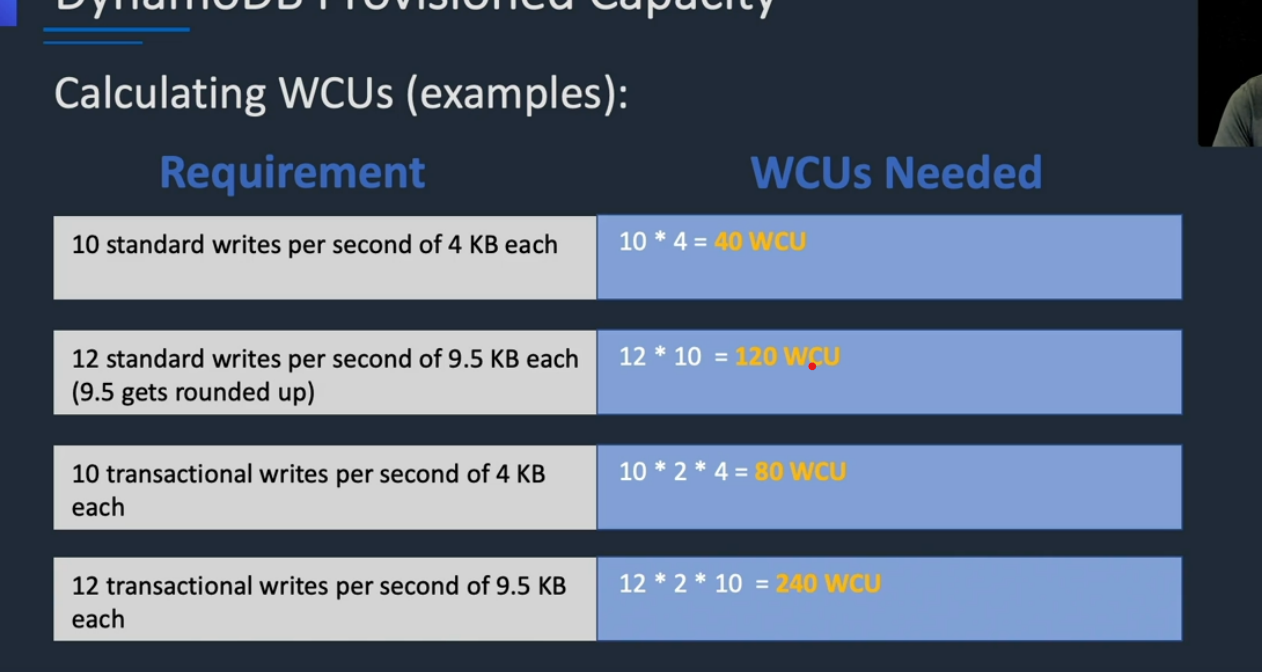 DynamoDB Provisioned Capacity
Calculating WCUs (examples):
Requirement
WCUs Needed
10 standard writes per second of 4 KB each
10 * 4 = 40 WCU
12 standard writes per second of 9.5 KB each
(9.5 gets rounded up)
12 * 10 = 120 WCU
10 transactional writes per second of 4 KB
each
10 * 2 * 4 = 80 WCU
12 transactional writes per second of 9.5 KB
each
12 * 2 * 10 = 240 WCU